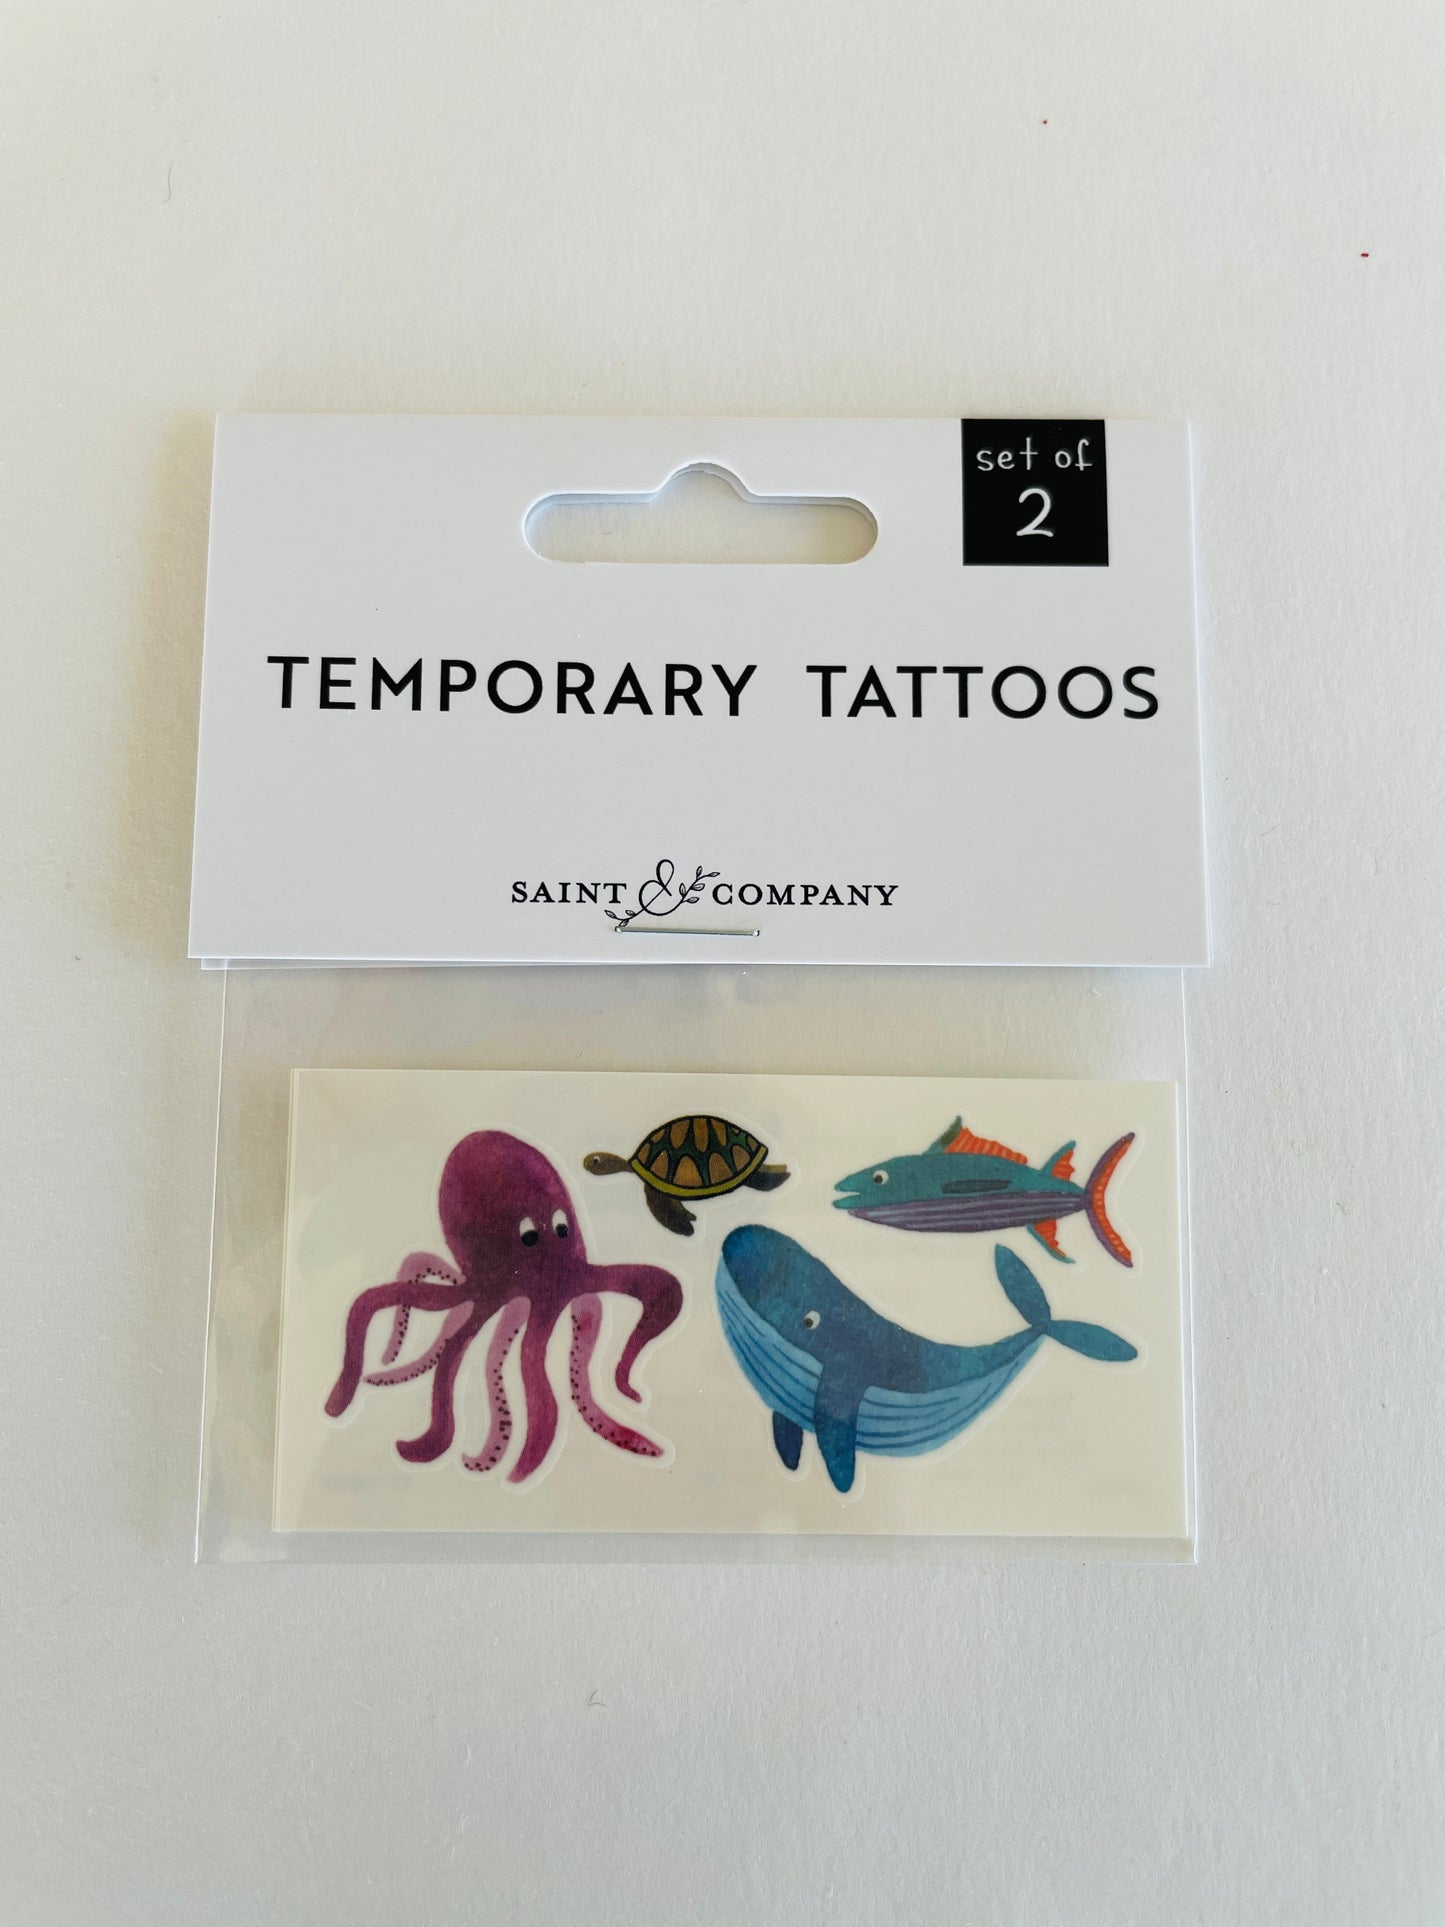 set of
2
TEMPORARY TATTOOS
SAINT & COMPANY